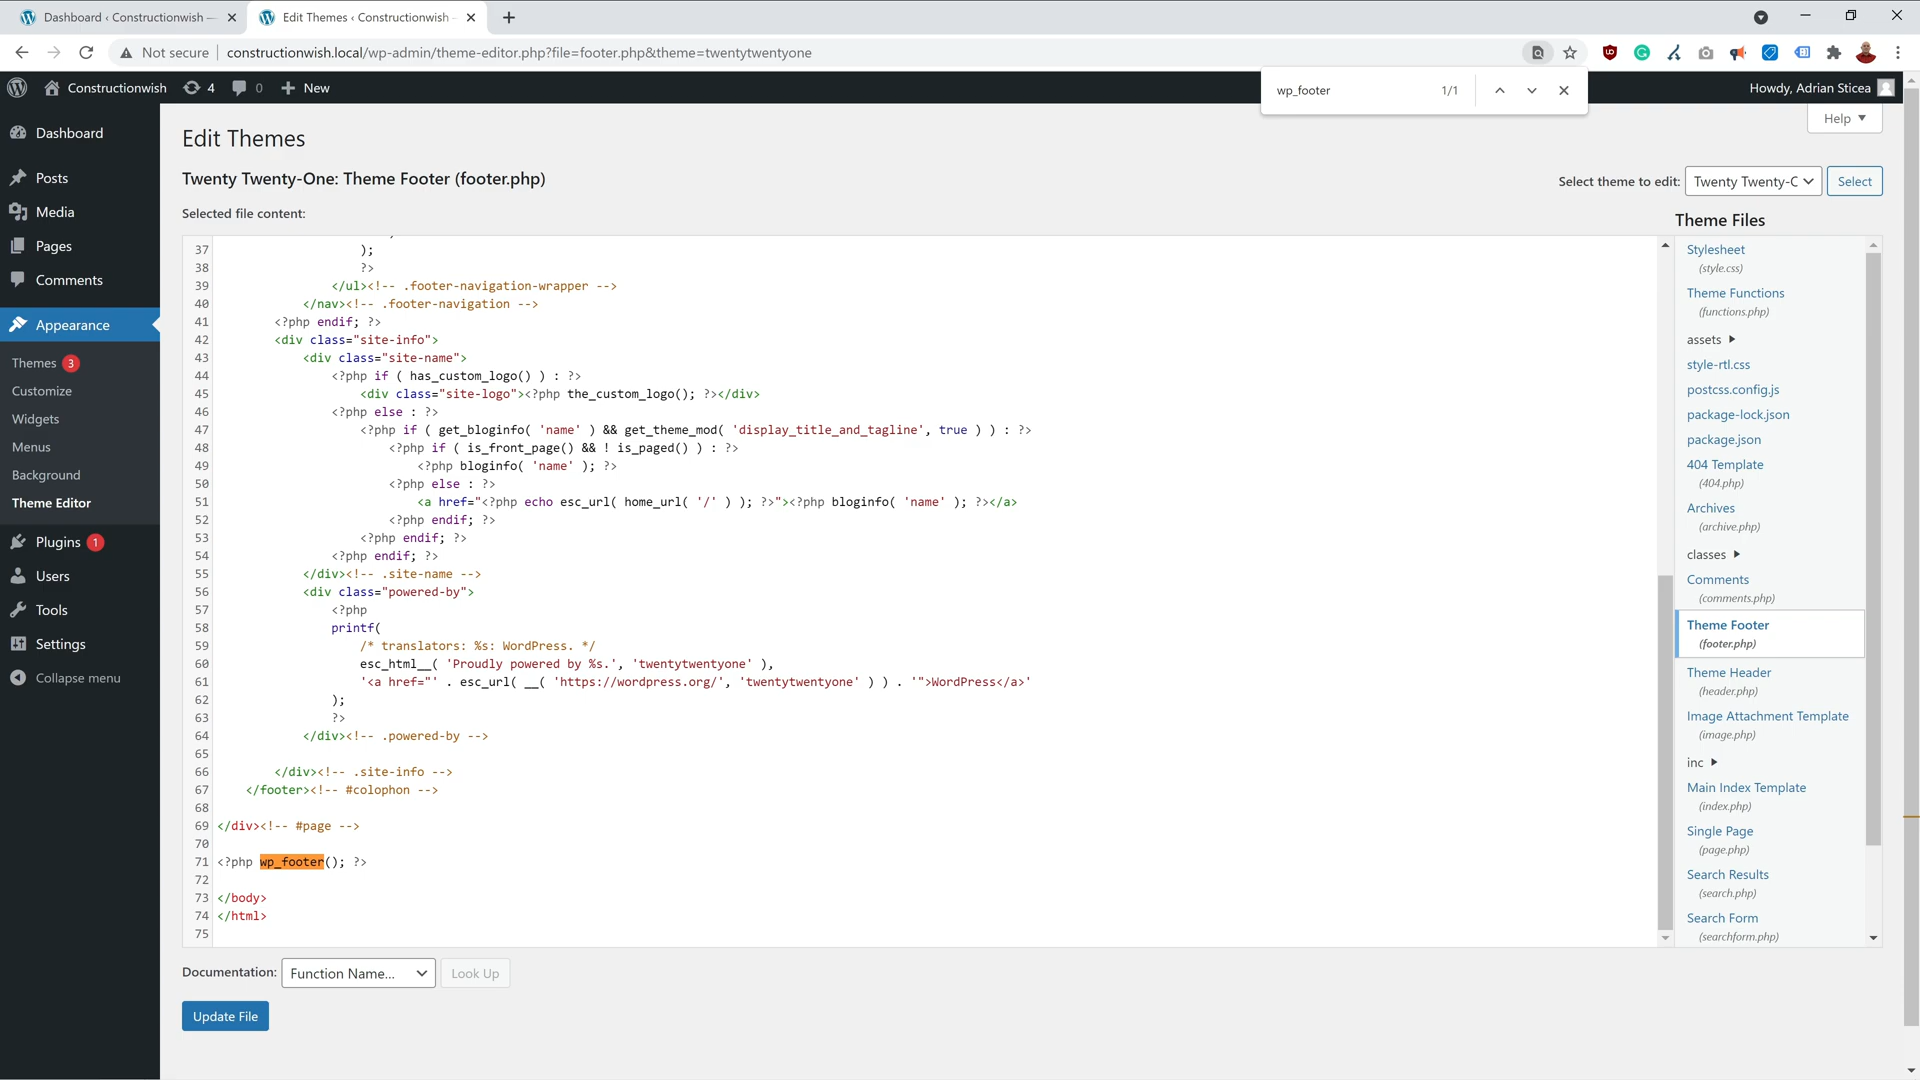 Dashboard ‹ Constructionwish —
Edit Themes ‹ Constructionwish -
Not secure
constructionwish.local/wp-admin/theme-editor.php?file=footer.php&theme=twentytwentyone
Constructionwish
4
0
New
wp_footer
1/1
Howdy, Adrian Sticea
Help
Dashboard
Posts
Media
Pages
Comments
Appearance
Themes 3
Customize
Widgets
Menus
Background
Theme Editor
Plugins 1
Users
Tools
Settings
Collapse menu
Edit Themes
Twenty Twenty-One: Theme Footer (footer.php)
Select theme to edit: Twenty Twenty-O Select
Selected file content:
37 );
38 ?>
39 </ul><!-- .footer-navigation-wrapper -->
40 </nav><!-- .footer-navigation -->
41 <?php endif; ?>
42 <div class="site-info">
43 <div class="site-name">
44 <?php if ( has_custom_logo() ) : ?>
45 <div class="site-logo"><?php the_custom_logo(); ?></div>
46 <?php else : ?>
47 <?php if ( get_bloginfo( 'name' ) && get_theme_mod( 'display_title_and_tagline', true ) ) : ?>
48 <?php if ( is_front_page() && ! is_paged() ) : ?>
49 <?php bloginfo( 'name' ); ?>
50 <?php else : ?>
51 <a href="<?php echo esc_url( home_url( '/' ) ); ?>"><?php bloginfo( 'name' ); ?></a>
52 <?php endif; ?>
53 <?php endif; ?>
54 <?php endif; ?>
55 </div><!-- .site-name -->
56 <div class="powered-by">
57 <?php
58 printf(
59 /* translators: %s: WordPress. */
60 esc_html__( 'Proudly powered by %s.', 'twentytwentyone' ),
61 '<a href="' . esc_url( __( 'https://wordpress.org/', 'twentytwentyone' ) ) . '">WordPress</a>'
62 );
63 ?>
64 </div><!-- .powered-by -->
65
66 </div><!-- .site-info -->
67 </footer><!-- #colophon -->
68
69 </div><!-- #page -->
70
71 <?php wp_footer(); ?>
72
73 </body>
74 </html>
75
Theme Files
Stylesheet
(style.css)
Theme Functions
(functions.php)
assets
style-rtl.css
postcss.config.js
package-lock.json
package.json
404 Template
(404.php)
Archives
(archive.php)
classes
Comments
(comments.php)
Theme Footer
(footer.php)
Theme Header
(header.php)
Image Attachment Template
(image.php)
inc
Main Index Template
(index.php)
Single Page
(page.php)
Search Results
(search.php)
Search Form
(searchform.php)
Documentation: Function Name... Look Up
Update File